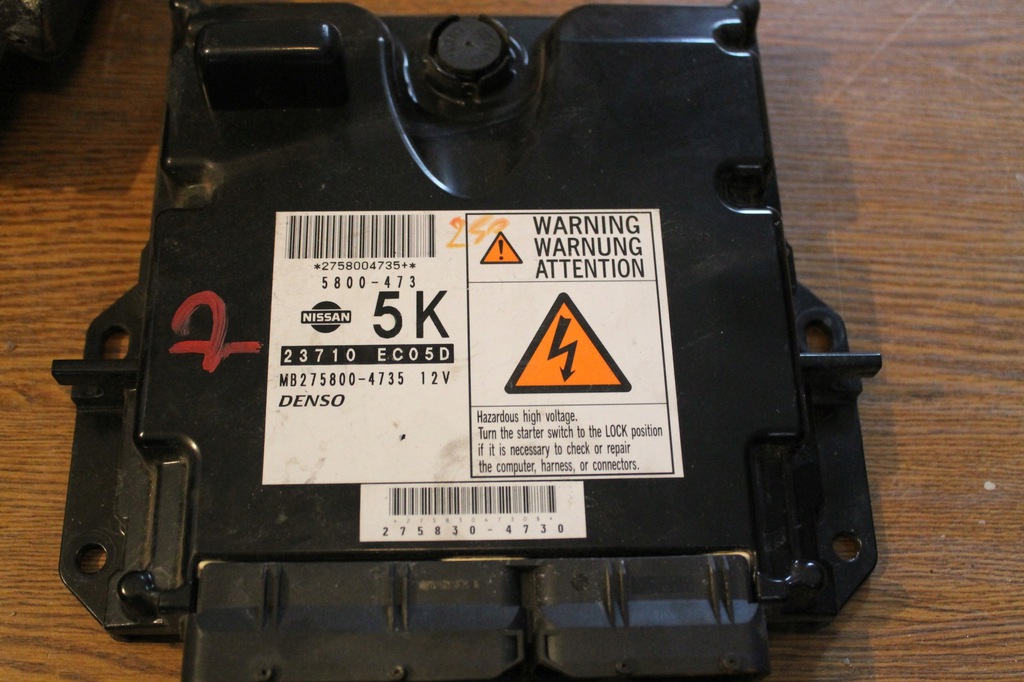 *2758004735+*
5800-473
NISSAN
5K
23710 EC05D
MB275800-4735 12V
DENSO
250
WARNING
WARNUNG
ATTENTION
Hazardous high voltage.
Turn the starter switch to the LOCK position
if it is necessary to check or repair
the computer, harness, or connectors.
275830-4730
2